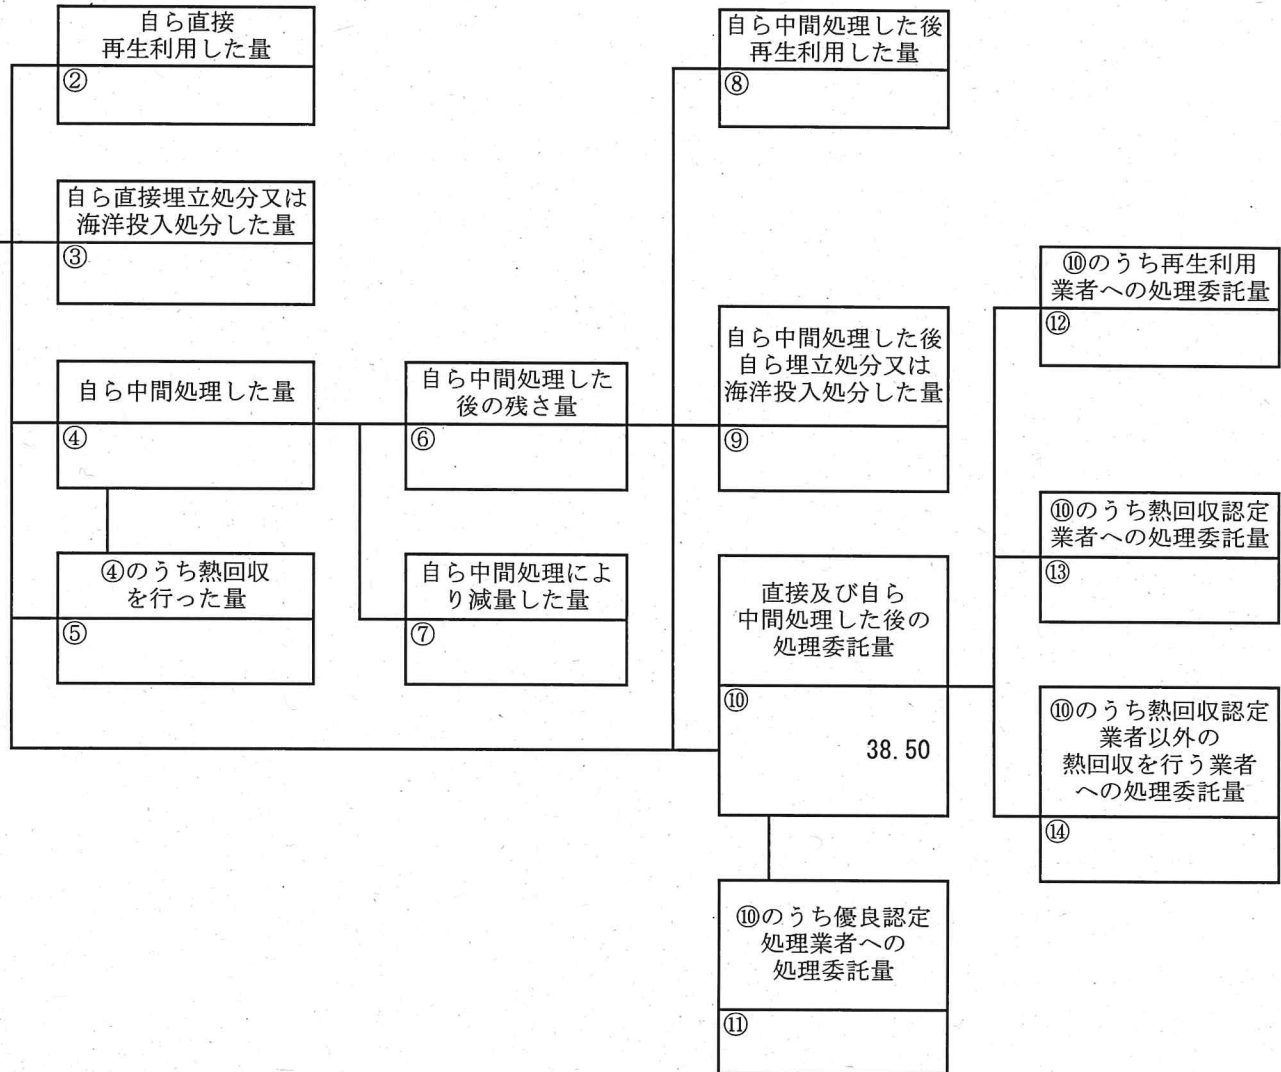 自ら直接
再生利用した量
②
自ら直接埋立処分又は
海洋投入処分した量
③
自ら中間処理した量
④
④のうち熱回収
を行った量
⑤
自ら中間処理した
後の残さ量
⑥
自ら中間処理によ
り減量した量
⑦
自ら中間処理した後
再生利用した量
⑧
自ら中間処理した後
自ら埋立処分又は
海洋投入処分した量
⑨
直接及び自ら
中間処理した後の
処理委託量
⑩
38.50
⑩のうち優良認定
処理業者への
処理委託量
⑪
⑩のうち再生利用
業者への処理委託量
⑫
⑩のうち熱回収認定
業者への処理委託量
⑬
⑩のうち熱回収認定
業者以外の
熱回収を行う業者
への処理委託量
⑭